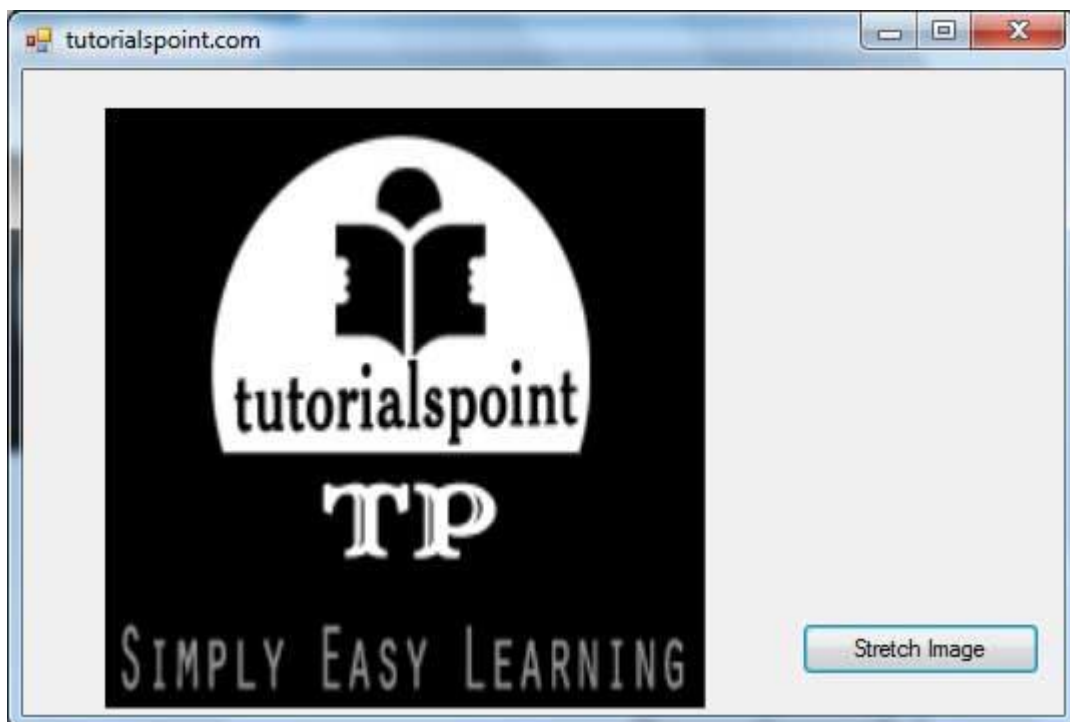 tutorialspoint.com
tutorialspoint
TP
SIMPLY EASY LEARNING
Stretch Image